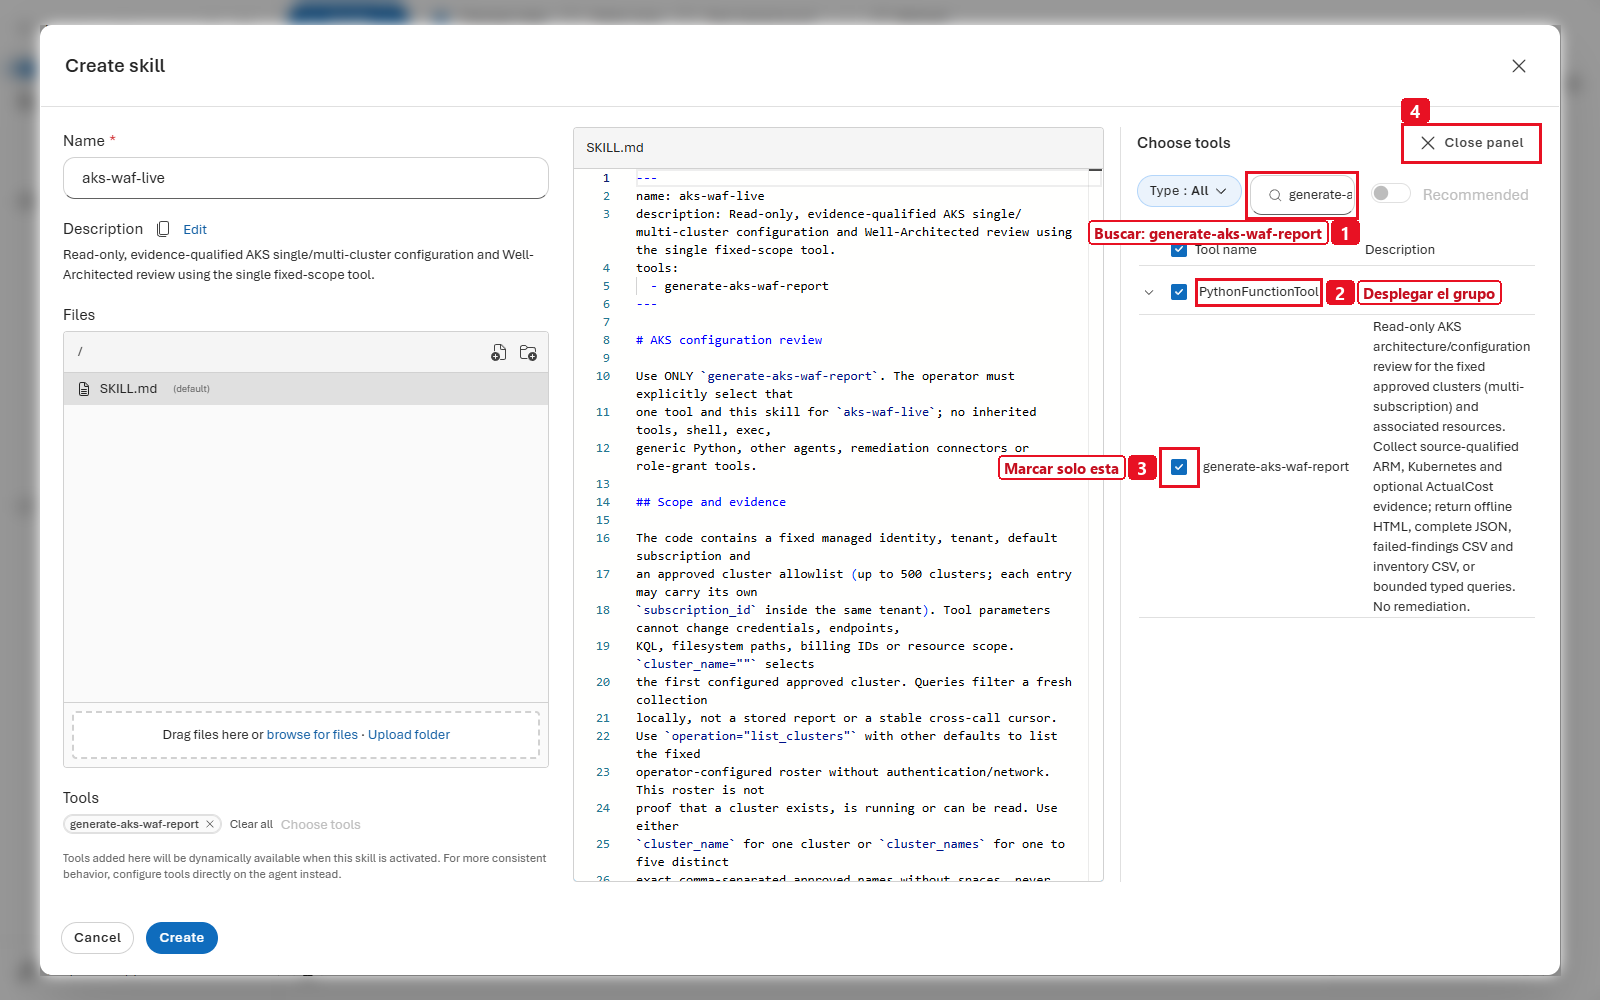 Create skill
Name *
aks-waf-live
Description Edit
Read-only, evidence-qualified AKS single/multi-cluster configuration and Well-
Architected review using the single fixed-scope tool.
Files
/
SKILL.md (default)
Drag files here or browse for files · Upload folder
Tools
generate-aks-waf-report Clear all Choose tools
Tools added here will be dynamically available when this skill is activated. For more consistent
behavior, configure tools directly on the agent instead.
Cancel Create
SKILL.md
1 ---
2 name: aks-waf-live
3 description: Read-only, evidence-qualified AKS single/
multi-cluster configuration and Well-Architected review using
the single fixed-scope tool.
4 tools:
5 - generate-aks-waf-report
6 ---
7
8 # AKS configuration review
9
10 Use ONLY `generate-aks-waf-report`. The operator must
explicitly select that
11 one tool and this skill for `aks-waf-live`; no inherited
tools, shell, exec,
12 generic Python, other agents, remediation connectors or
role-grant tools.
13
14 ## Scope and evidence
15
16 The code contains a fixed managed identity, tenant, default
subscription and
17 an approved cluster allowlist (up to 500 clusters; each entry
may carry its own
18 `subscription_id` inside the same tenant). Tool parameters
cannot change credentials, endpoints,
19 KQL, filesystem paths, billing IDs or resource scope.
`cluster_name=""` selects
20 the first configured approved cluster. Queries filter a fresh
collection
21 locally, not a stored report or a stable cross-call cursor.
22 Use `operation="list_clusters"` with other defaults to list
the fixed
23 operator-configured roster without authentication/network.
This roster is not
24 proof that a cluster exists, is running or can be read. Use
either
25 `cluster_name` for one cluster or `cluster_names` for one to
five distinct
26 exact comma-separated approved names without spaces, never
Choose tools
4
Close panel
Type : All
generate-a
Recommended
Buscar: generate-aks-waf-report 1
Tool name Description
PythonFunctionTool 2 Desplegar el grupo
Marcar solo esta 3
generate-aks-waf-report
Read-only AKS
architecture/configuration
review for the fixed
approved clusters (multi-
subscription) and
associated resources.
Collect source-qualified
ARM, Kubernetes and
optional ActualCost
evidence; return offline
HTML, complete JSON,
failed-findings CSV and
inventory CSV, or
bounded typed queries.
No remediation.